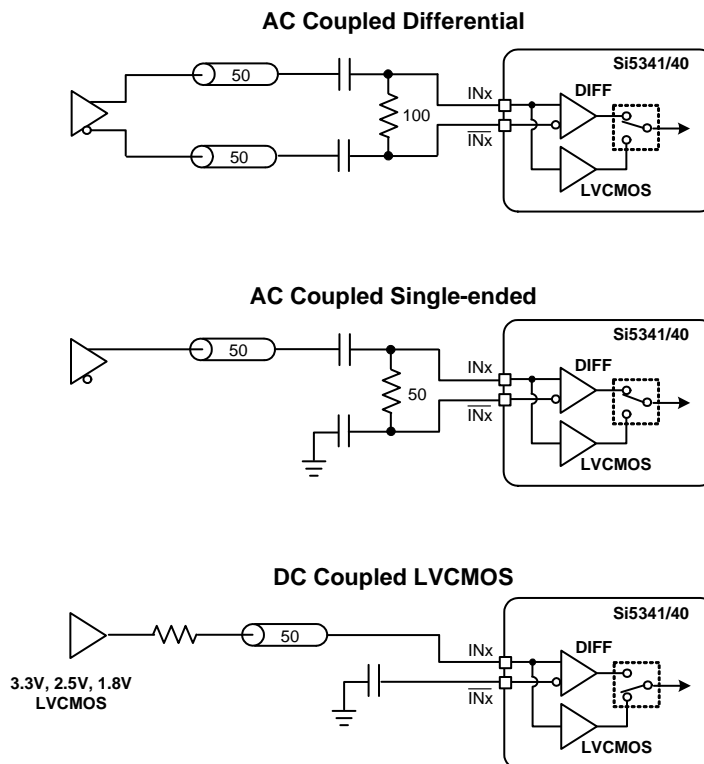 AC Coupled Differential
Si5341/40
50
INx
DIFF
100
INx
50
LVCMOS
AC Coupled Single-ended
Si5341/40
50
INx
DIFF
50
INx
LVCMOS
DC Coupled LVCMOS
Si5341/40
50
INx
DIFF
3.3V, 2.5V, 1.8V
LVCMOS
INx
LVCMOS